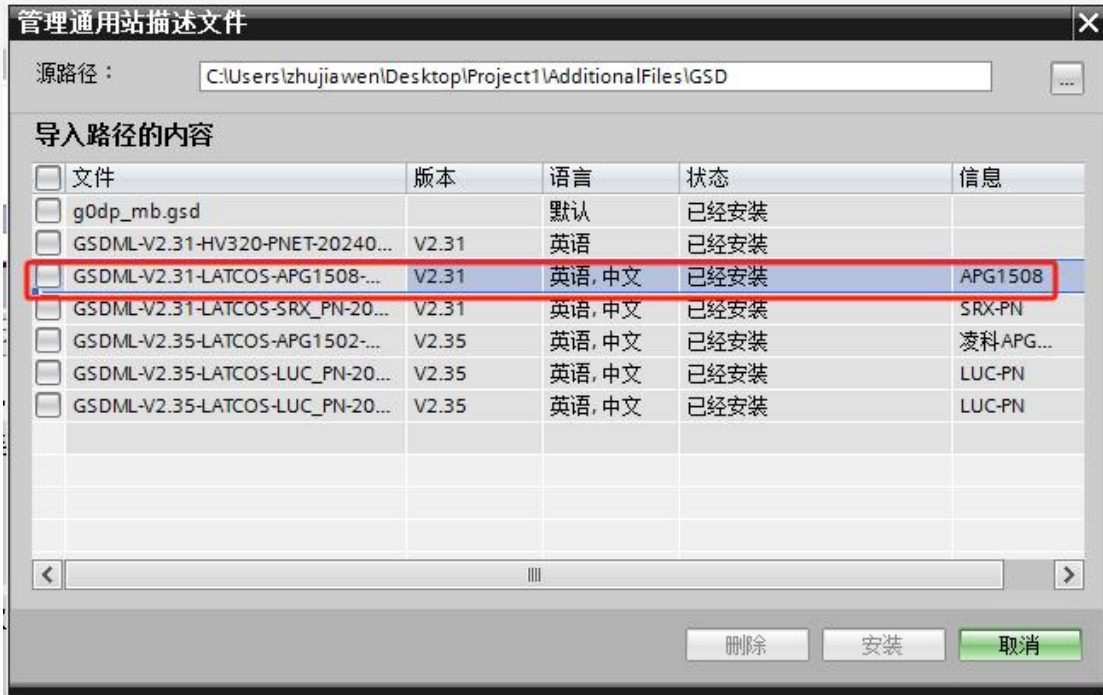 管理通用站描述文件
源路径： C:\Users\zhujiawen\Desktop\Project1\AdditionalFiles\GSD ...
导入路径的内容
文件 版本 语言 状态 信息
g0dp_mb.gsd 默认 已经安装
GSDML-V2.31-HV320-PNET-20240... V2.31 英语 已经安装
GSDML-V2.31-LATCOS-APG1508-... V2.31 英语, 中文 已经安装 APG1508
GSDML-V2.31-LATCOS-SRX_PN-20... V2.31 英语, 中文 已经安装 SRX-PN
GSDML-V2.35-LATCOS-APG1502-... V2.35 英语, 中文 已经安装 凌科APG...
GSDML-V2.35-LATCOS-LUC_PN-20... V2.35 英语, 中文 已经安装 LUC-PN
GSDML-V2.35-LATCOS-LUC_PN-20... V2.35 英语, 中文 已经安装 LUC-PN
删除 安装 取消